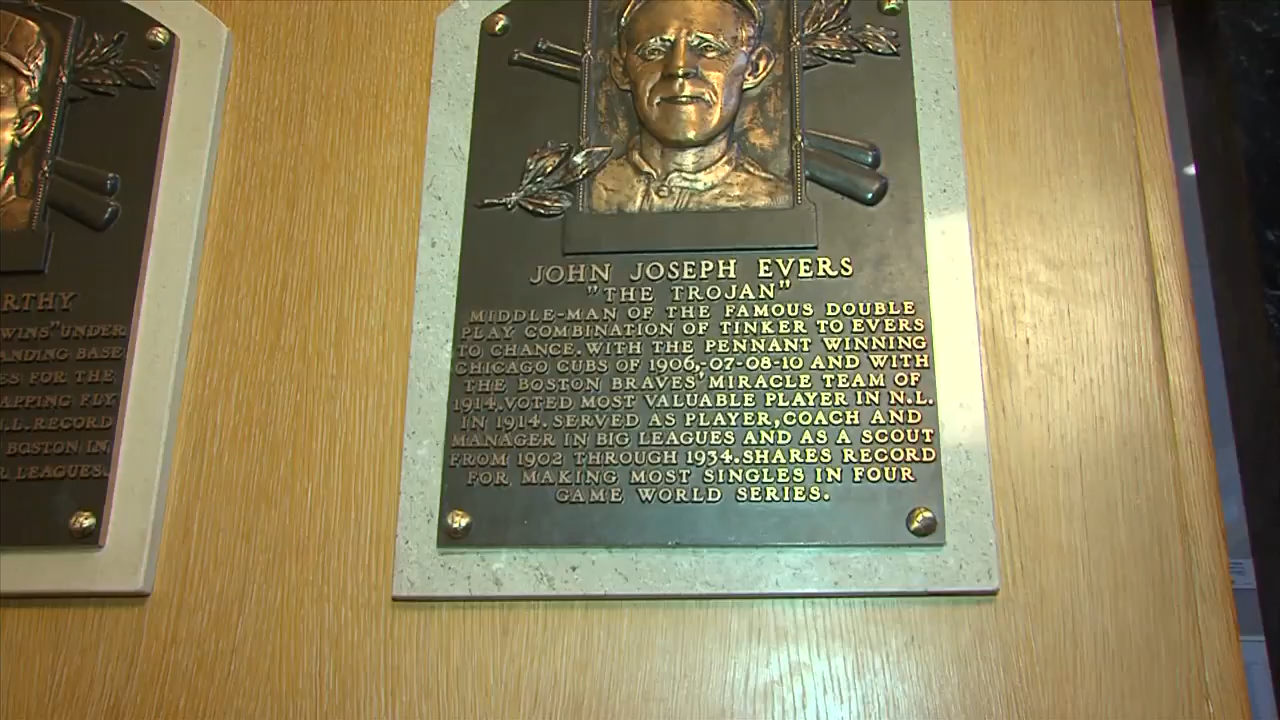 RTHY
WINS" UNDER
ANDING BASE
ES FOR THE
APPING FLY
N.L. RECORD
BOSTON IN
R LEAGUES.
JOHN JOSEPH EVERS
"THE TROJAN"
MIDDLE-MAN OF THE FAMOUS DOUBLE
PLAY COMBINATION OF TINKER TO EVERS
TO CHANCE. WITH THE PENNANT WINNING
CHICAGO CUBS OF 1906,-07-08-10 AND WITH
THE BOSTON BRAVES' MIRACLE TEAM OF
1914. VOTED MOST VALUABLE PLAYER IN N.L.
IN 1914. SERVED AS PLAYER, COACH AND
MANAGER IN BIG LEAGUES AND AS A SCOUT
FROM 1902 THROUGH 1934. SHARES RECORD
FOR MAKING MOST SINGLES IN FOUR
GAME WORLD SERIES.